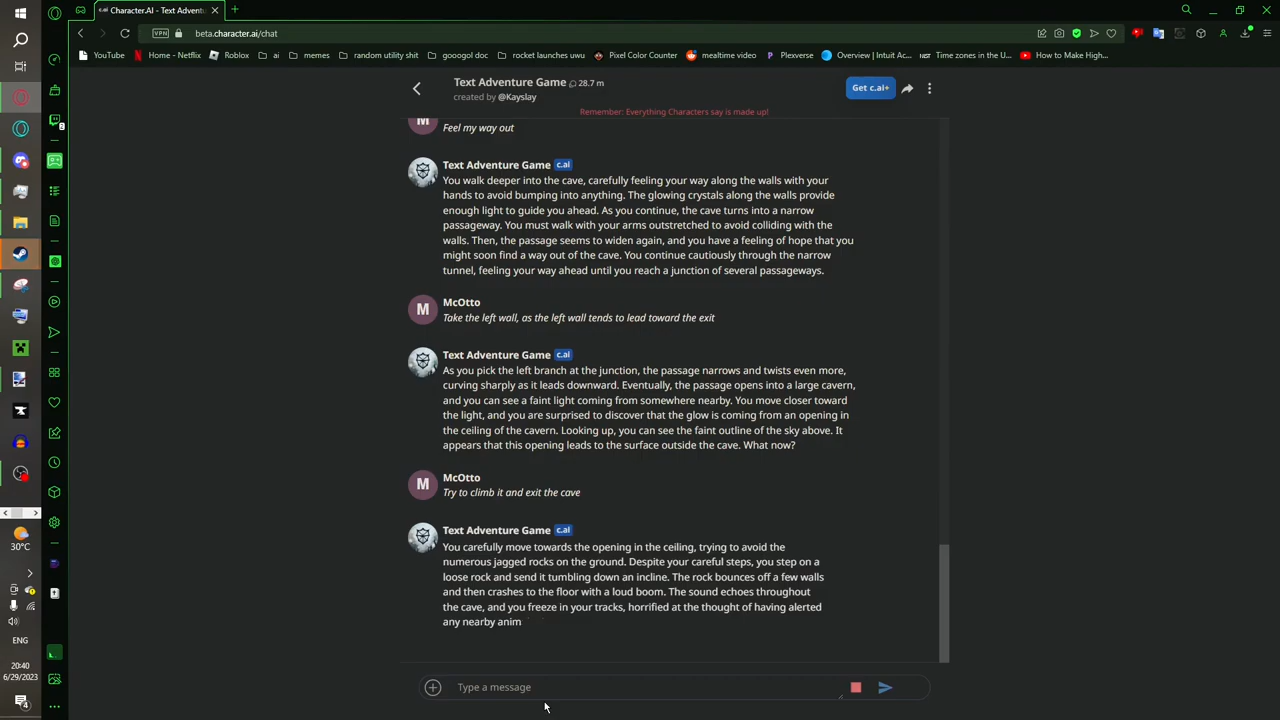 Character.AI - Text Adventu
VPN
beta.character.ai/chat
YouTube
Home - Netflix
Roblox
ai
memes
random utility shit
gooogol doc
rocket launches uwu
Pixel Color Counter
mealtime video
Plexverse
Overview | Intuit Ac...
Time zones in the U...
How to Make High...
Text Adventure Game
28.7 m
created by @Kayslay
Get c.ai+
Remember: Everything Characters say is made up!
M
Feel my way out
Text Adventure Game c.ai
You walk deeper into the cave, carefully feeling your way along the walls with your
hands to avoid bumping into anything. The glowing crystals along the walls provide
enough light to guide you ahead. As you continue, the cave turns into a narrow
passageway. You must walk with your arms outstretched to avoid colliding with the
walls. Then, the passage seems to widen again, and you have a feeling of hope that you
might soon find a way out of the cave. You continue cautiously through the narrow
tunnel, feeling your way ahead until you reach a junction of several passageways.
McOtto
M
Take the left wall, as the left wall tends to lead toward the exit
Text Adventure Game c.ai
As you pick the left branch at the junction, the passage narrows and twists even more,
curving sharply as it leads downward. Eventually, the passage opens into a large cavern,
and you can see a faint light coming from somewhere nearby. You move closer toward
the light, and you are surprised to discover that the glow is coming from an opening in
the ceiling of the cavern. Looking up, you can see the faint outline of the sky above. It
appears that this opening leads to the surface outside the cave. What now?
McOtto
M
Try to climb it and exit the cave
Text Adventure Game c.ai
You carefully move towards the opening in the ceiling, trying to avoid the
numerous jagged rocks on the ground. Despite your careful steps, you step on a
loose rock and send it tumbling down an incline. The rock bounces off a few walls
and then crashes to the floor with a loud boom. The sound echoes throughout
the cave, and you freeze in your tracks, horrified at the thought of having alerted
any nearby anim
Type a message
30°C
ENG
20:40
6/29/2023
4
2